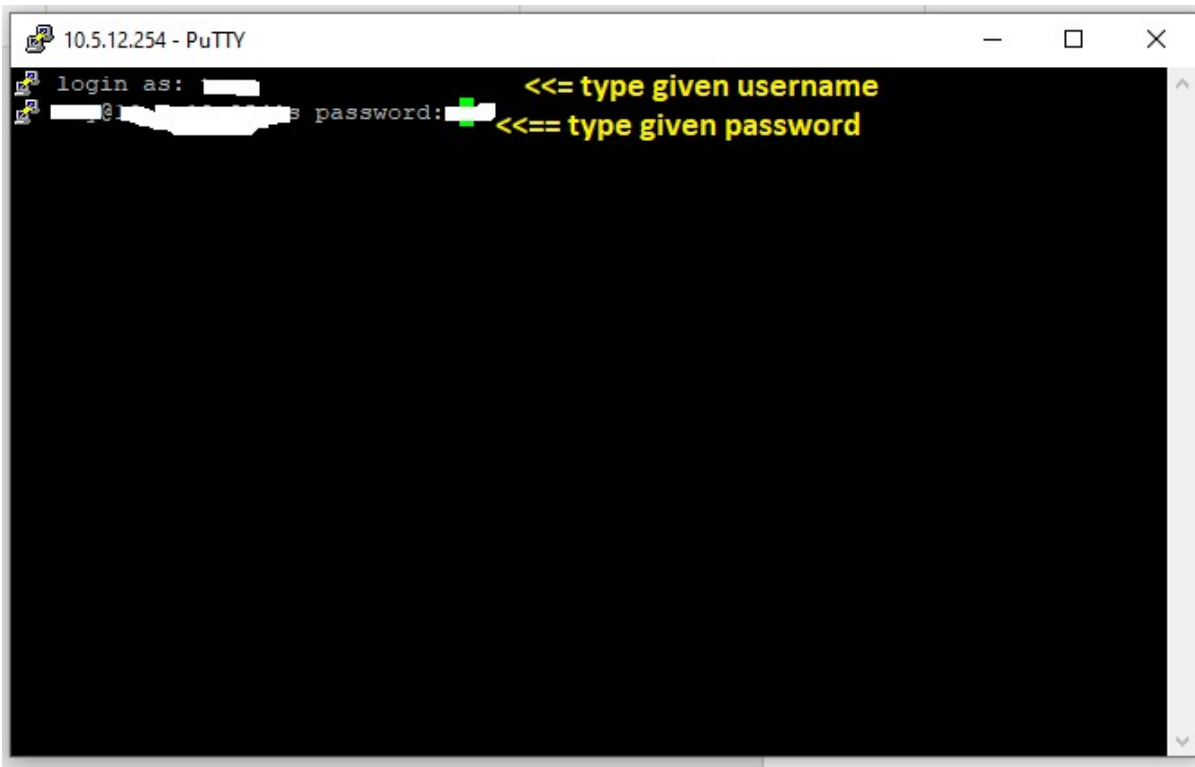 10.5.12.254 - PuTTY
login as: <<= type given username
@ s password: <<== type given password